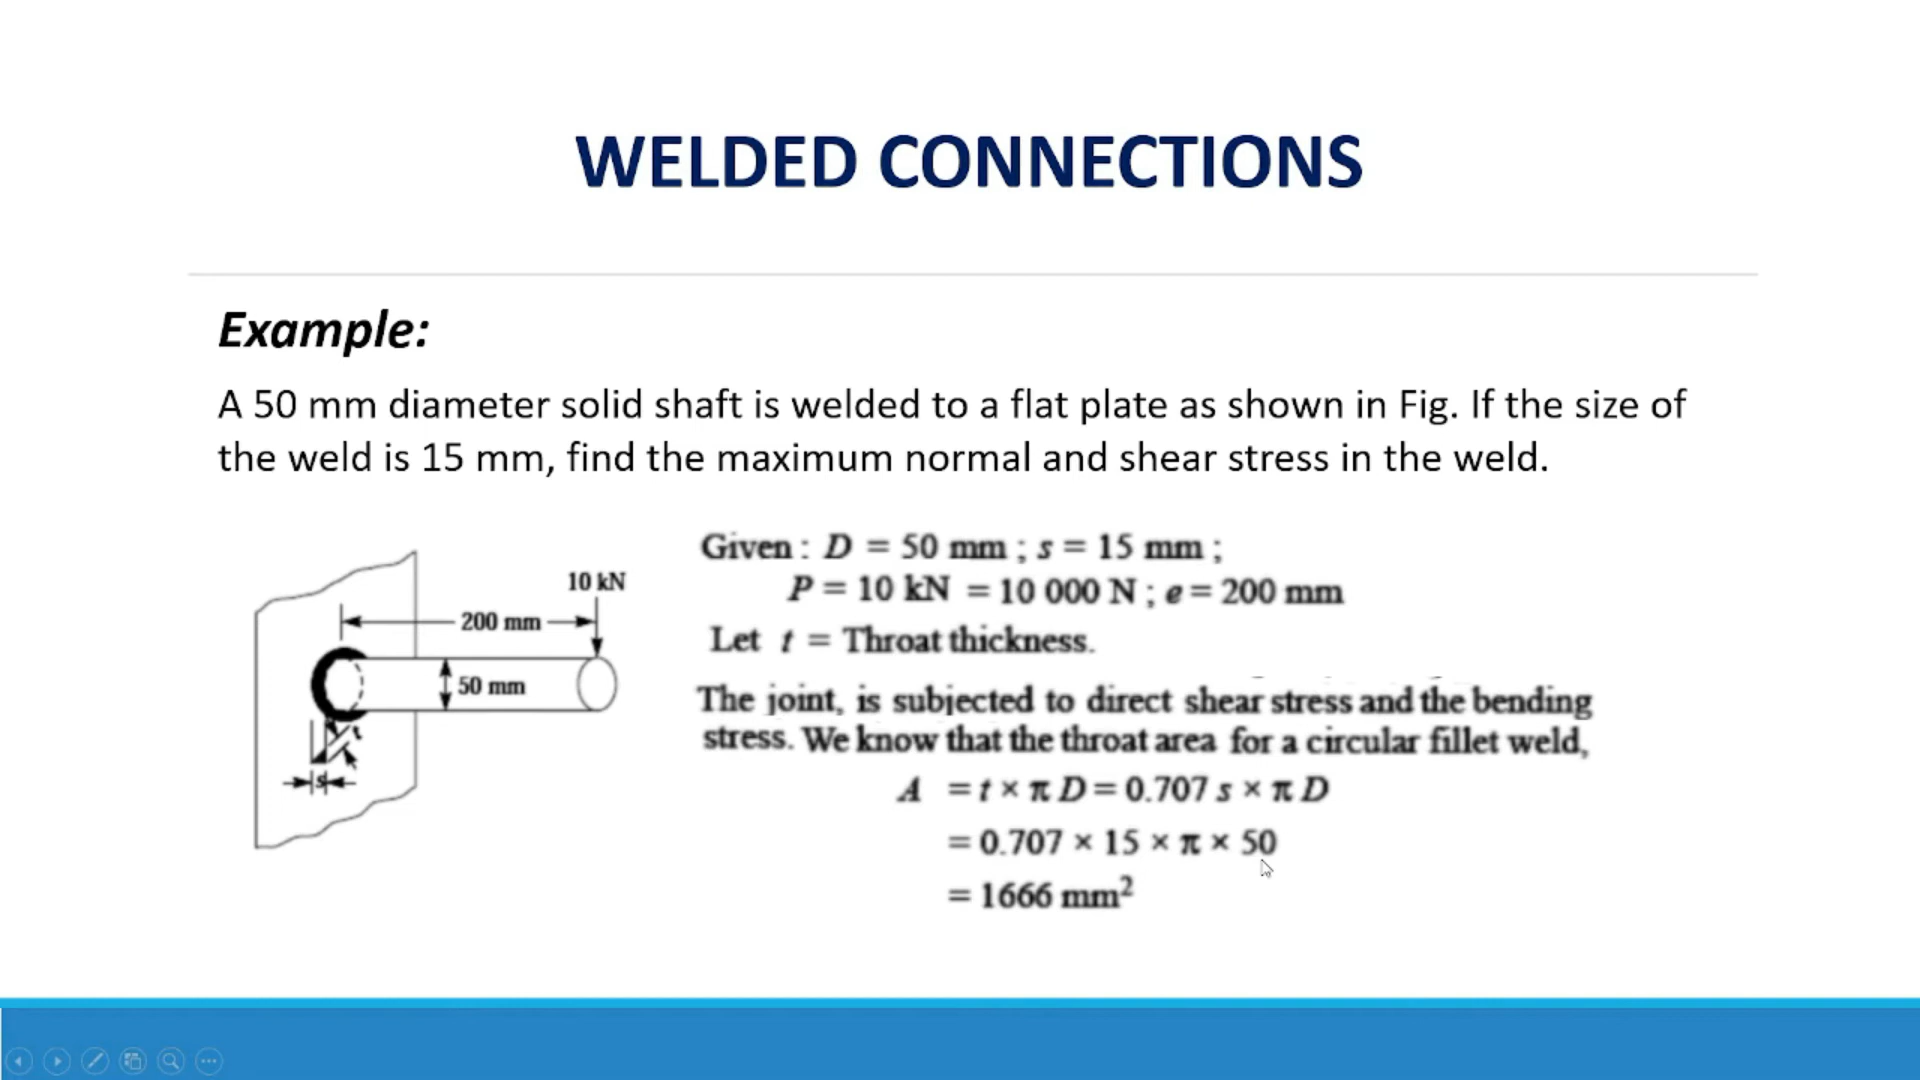 WELDED CONNECTIONS
Example:
A 50 mm diameter solid shaft is welded to a flat plate as shown in Fig. If the size of
the weld is 15 mm, find the maximum normal and shear stress in the weld.
10 kN
200 mm
50 mm
s
Given : D = 50 mm ; s = 15 mm ;
P = 10 kN = 10 000 N ; e = 200 mm
Let t = Throat thickness.
The joint, is subjected to direct shear stress and the bending
stress. We know that the throat area for a circular fillet weld,
A = t × π D = 0.707 s × π D
= 0.707 × 15 × π × 50
= 1666 mm²